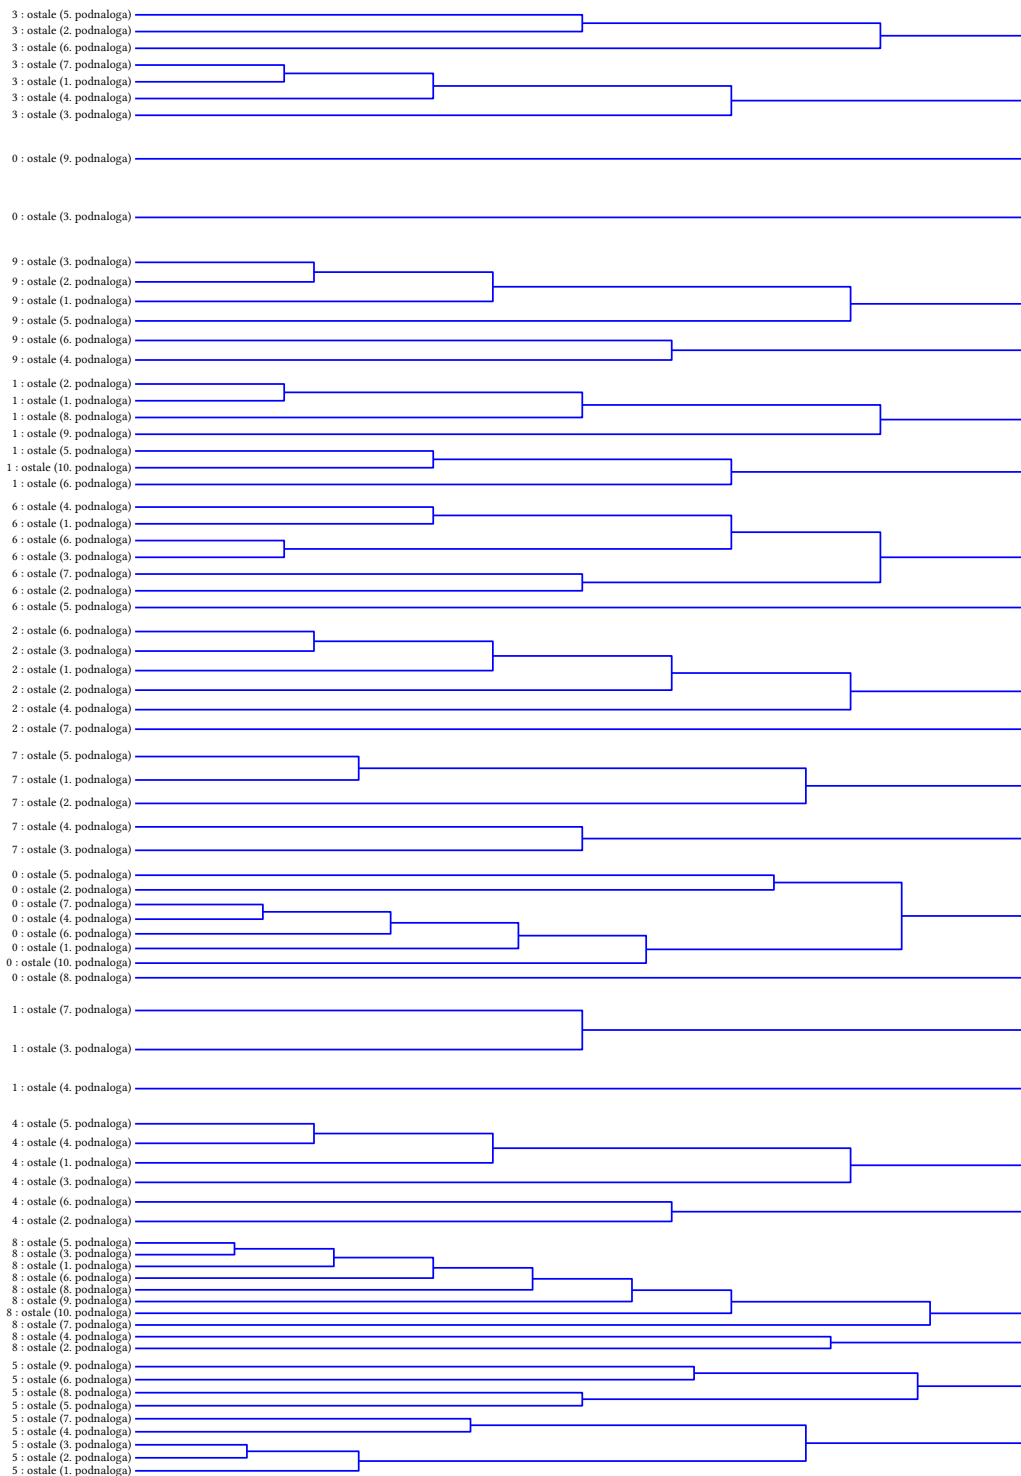 3 : ostale (5. podnaloga)
3 : ostale (2. podnaloga)
3 : ostale (6. podnaloga)
3 : ostale (7. podnaloga)
3 : ostale (1. podnaloga)
3 : ostale (4. podnaloga)
3 : ostale (3. podnaloga)
0 : ostale (9. podnaloga)
0 : ostale (3. podnaloga)
9 : ostale (3. podnaloga)
9 : ostale (2. podnaloga)
9 : ostale (1. podnaloga)
9 : ostale (5. podnaloga)
9 : ostale (6. podnaloga)
9 : ostale (4. podnaloga)
1 : ostale (2. podnaloga)
1 : ostale (1. podnaloga)
1 : ostale (8. podnaloga)
1 : ostale (9. podnaloga)
1 : ostale (5. podnaloga)
1 : ostale (10. podnaloga)
1 : ostale (6. podnaloga)
6 : ostale (4. podnaloga)
6 : ostale (1. podnaloga)
6 : ostale (6. podnaloga)
6 : ostale (3. podnaloga)
6 : ostale (7. podnaloga)
6 : ostale (2. podnaloga)
6 : ostale (5. podnaloga)
2 : ostale (6. podnaloga)
2 : ostale (3. podnaloga)
2 : ostale (1. podnaloga)
2 : ostale (2. podnaloga)
2 : ostale (4. podnaloga)
2 : ostale (7. podnaloga)
7 : ostale (5. podnaloga)
7 : ostale (1. podnaloga)
7 : ostale (2. podnaloga)
7 : ostale (4. podnaloga)
7 : ostale (3. podnaloga)
0 : ostale (5. podnaloga)
0 : ostale (2. podnaloga)
0 : ostale (7. podnaloga)
0 : ostale (4. podnaloga)
0 : ostale (6. podnaloga)
0 : ostale (1. podnaloga)
0 : ostale (10. podnaloga)
0 : ostale (8. podnaloga)
1 : ostale (7. podnaloga)
1 : ostale (3. podnaloga)
1 : ostale (4. podnaloga)
4 : ostale (5. podnaloga)
4 : ostale (4. podnaloga)
4 : ostale (1. podnaloga)
4 : ostale (3. podnaloga)
4 : ostale (6. podnaloga)
4 : ostale (2. podnaloga)
8 : ostale (5. podnaloga)
8 : ostale (3. podnaloga)
8 : ostale (1. podnaloga)
8 : ostale (6. podnaloga)
8 : ostale (8. podnaloga)
8 : ostale (9. podnaloga)
8 : ostale (10. podnaloga)
8 : ostale (7. podnaloga)
8 : ostale (4. podnaloga)
8 : ostale (2. podnaloga)
5 : ostale (9. podnaloga)
5 : ostale (6. podnaloga)
5 : ostale (8. podnaloga)
5 : ostale (5. podnaloga)
5 : ostale (7. podnaloga)
5 : ostale (4. podnaloga)
5 : ostale (3. podnaloga)
5 : ostale (2. podnaloga)
5 : ostale (1. podnaloga)